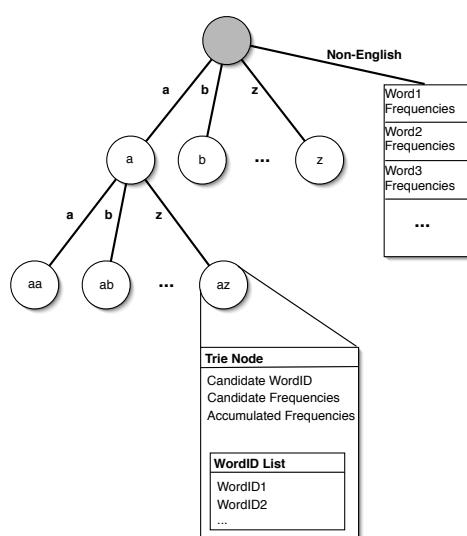 Non-English
a b z
Word1
Frequencies
Word2
Frequencies
Word3
Frequencies
...
a b ... z
a b z
aa ab ... az
Trie Node
Candidate WordID
Candidate Frequencies
Accumulated Frequencies
WordID List
WordID1
WordID2
...